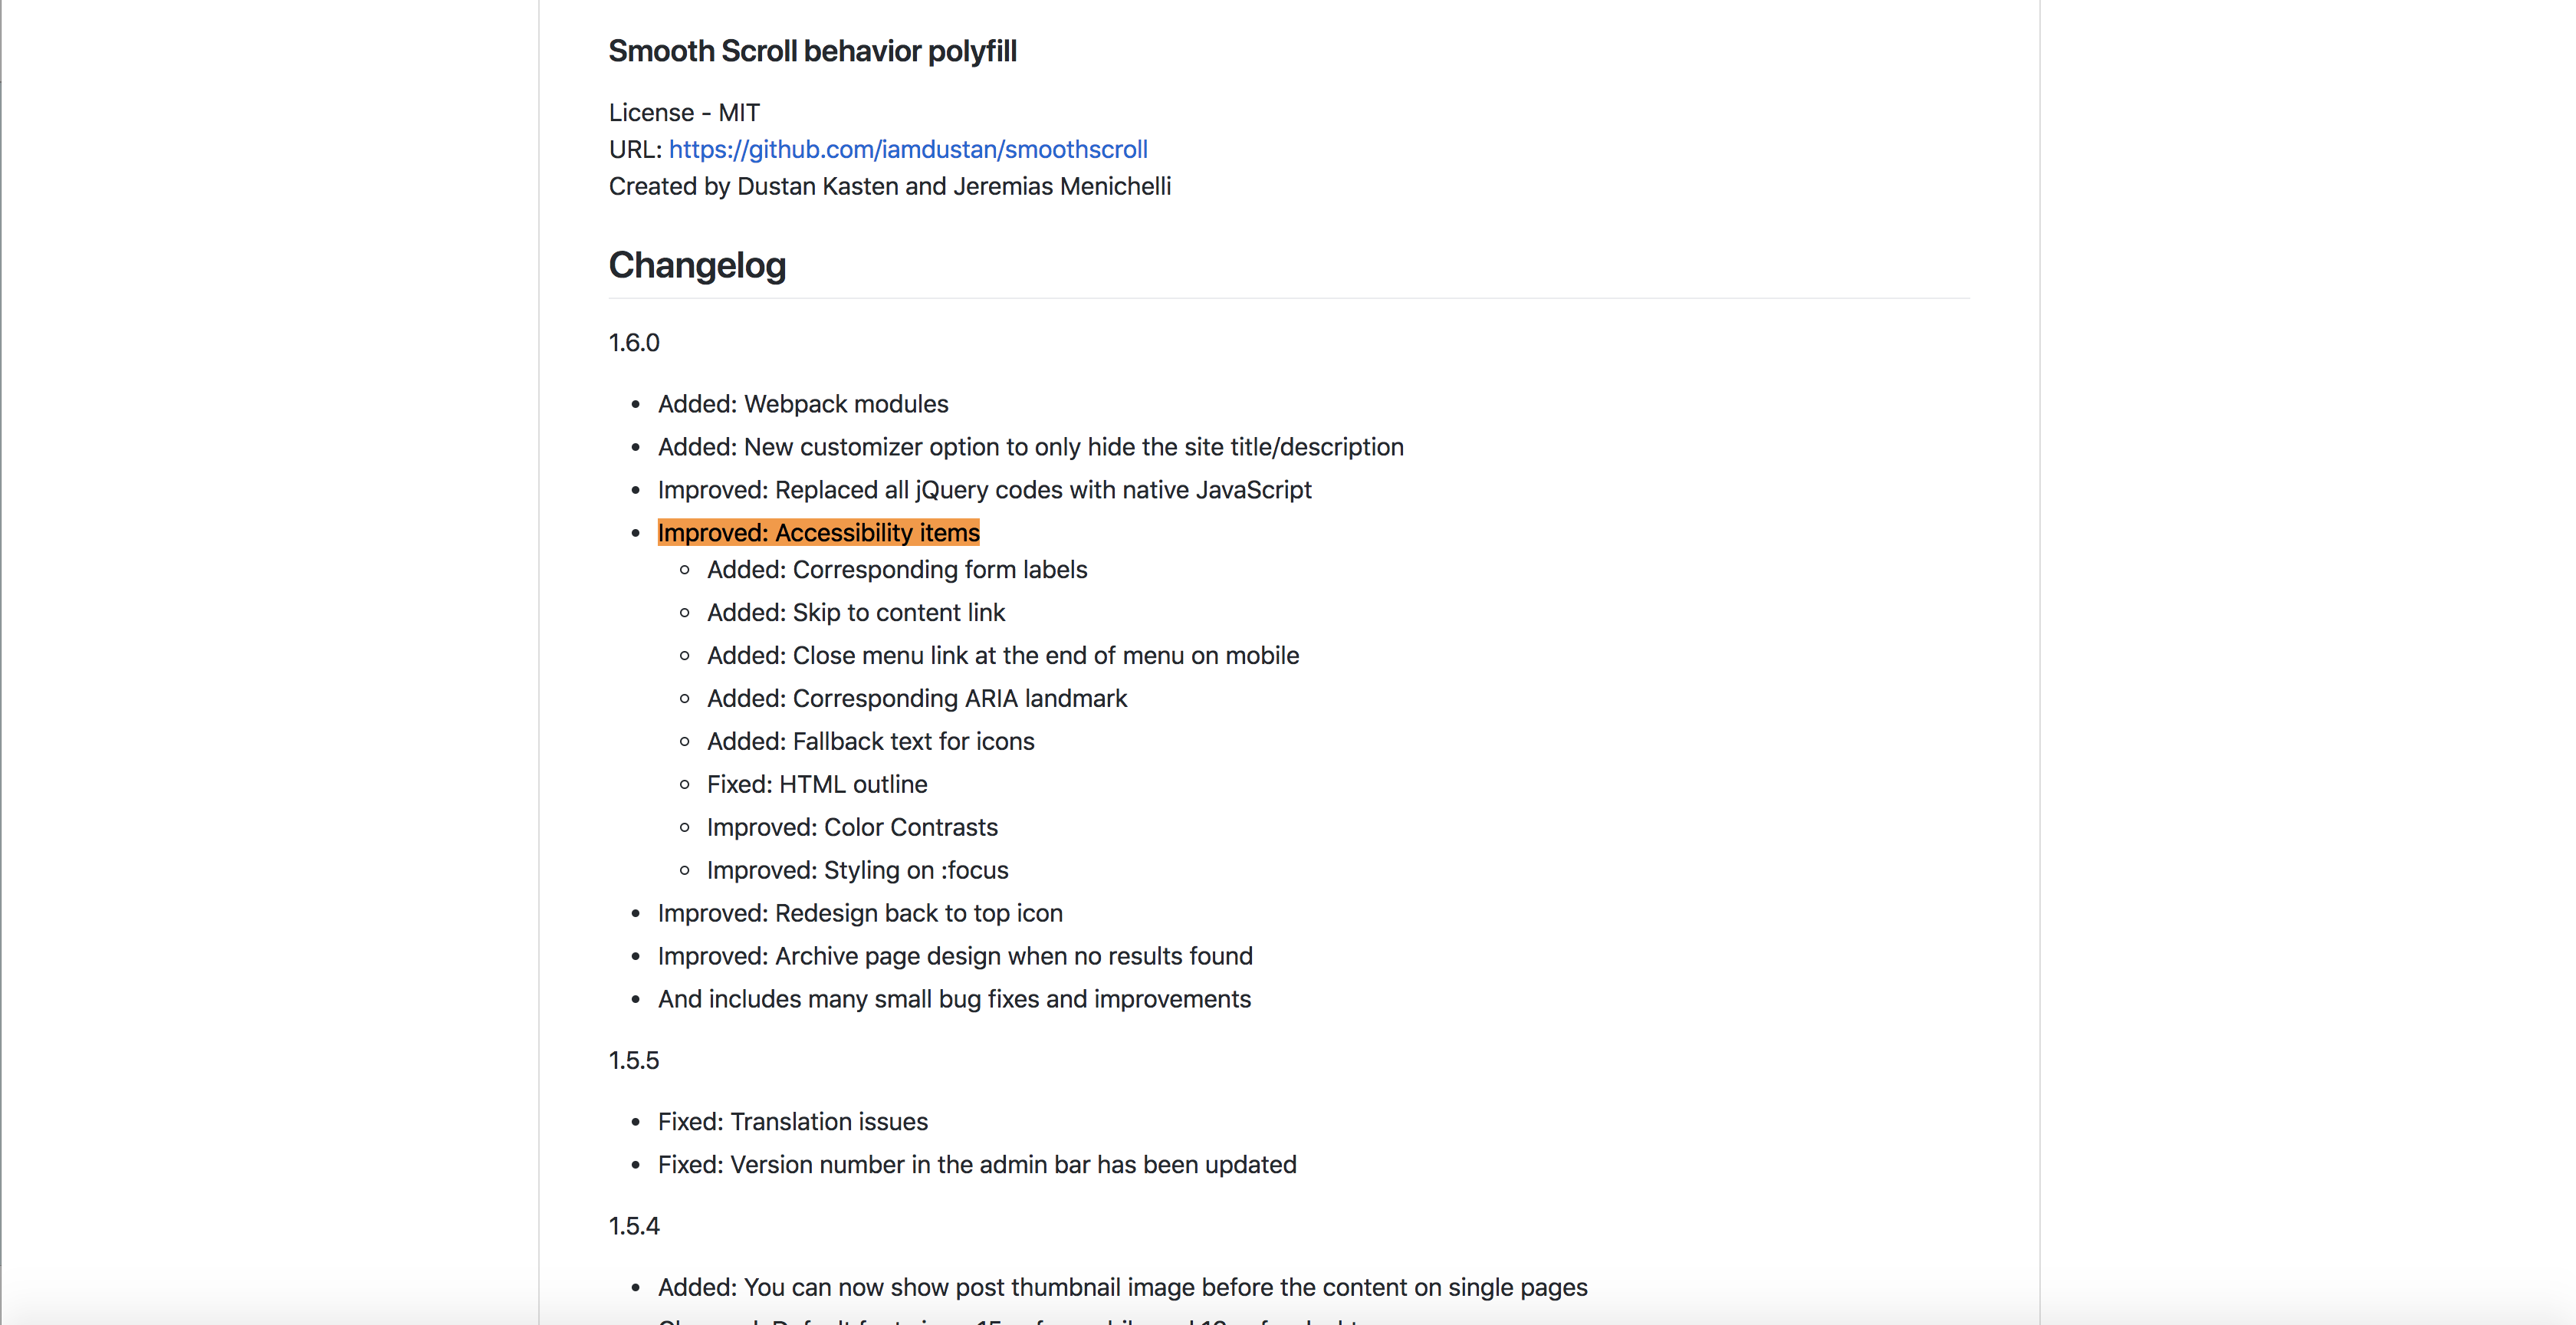 Smooth Scroll behavior polyfill
License - MIT
URL: https://github.com/iamdustan/smoothscroll
Created by Dustan Kasten and Jeremias Menichelli
Changelog
1.6.0
Added: Webpack modules
Added: New customizer option to only hide the site title/description
Improved: Replaced all jQuery codes with native JavaScript
Improved: Accessibility items
Added: Corresponding form labels
Added: Skip to content link
Added: Close menu link at the end of menu on mobile
Added: Corresponding ARIA landmark
Added: Fallback text for icons
Fixed: HTML outline
Improved: Color Contrasts
Improved: Styling on :focus
Improved: Redesign back to top icon
Improved: Archive page design when no results found
And includes many small bug fixes and improvements
1.5.5
Fixed: Translation issues
Fixed: Version number in the admin bar has been updated
1.5.4
Added: You can now show post thumbnail image before the content on single pages